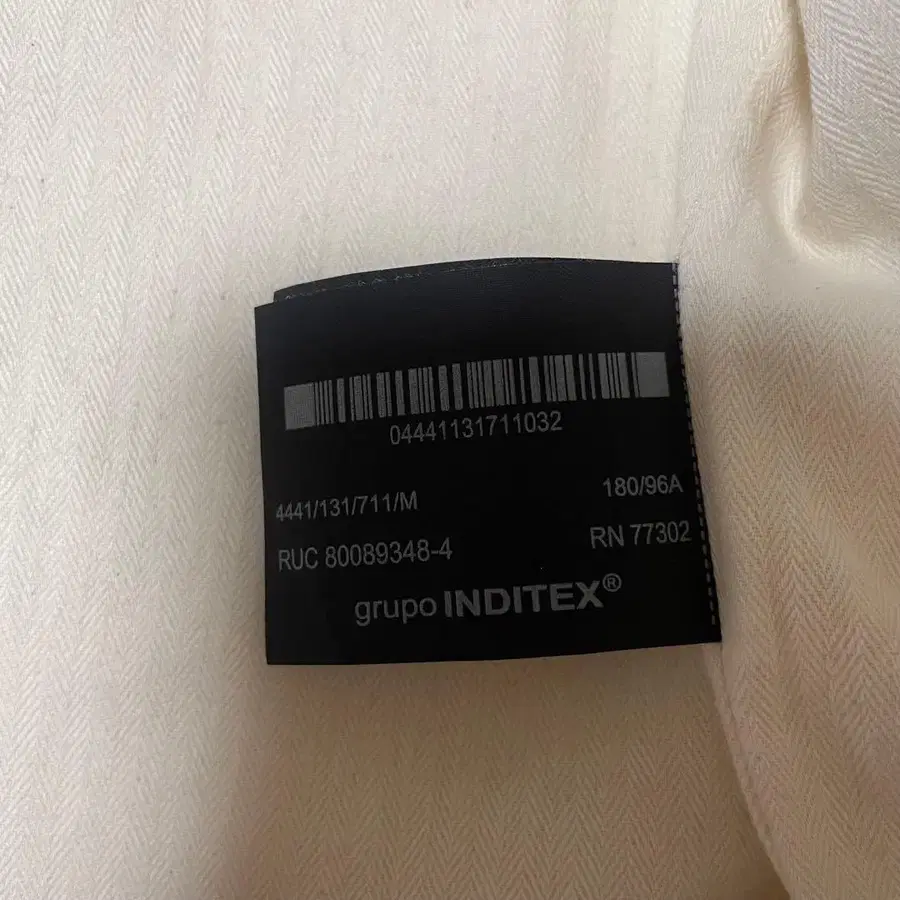 04441131711032
4441/131/711/M
180/96A
RUC 80089348-4
RN 77302
grupo INDITEX®